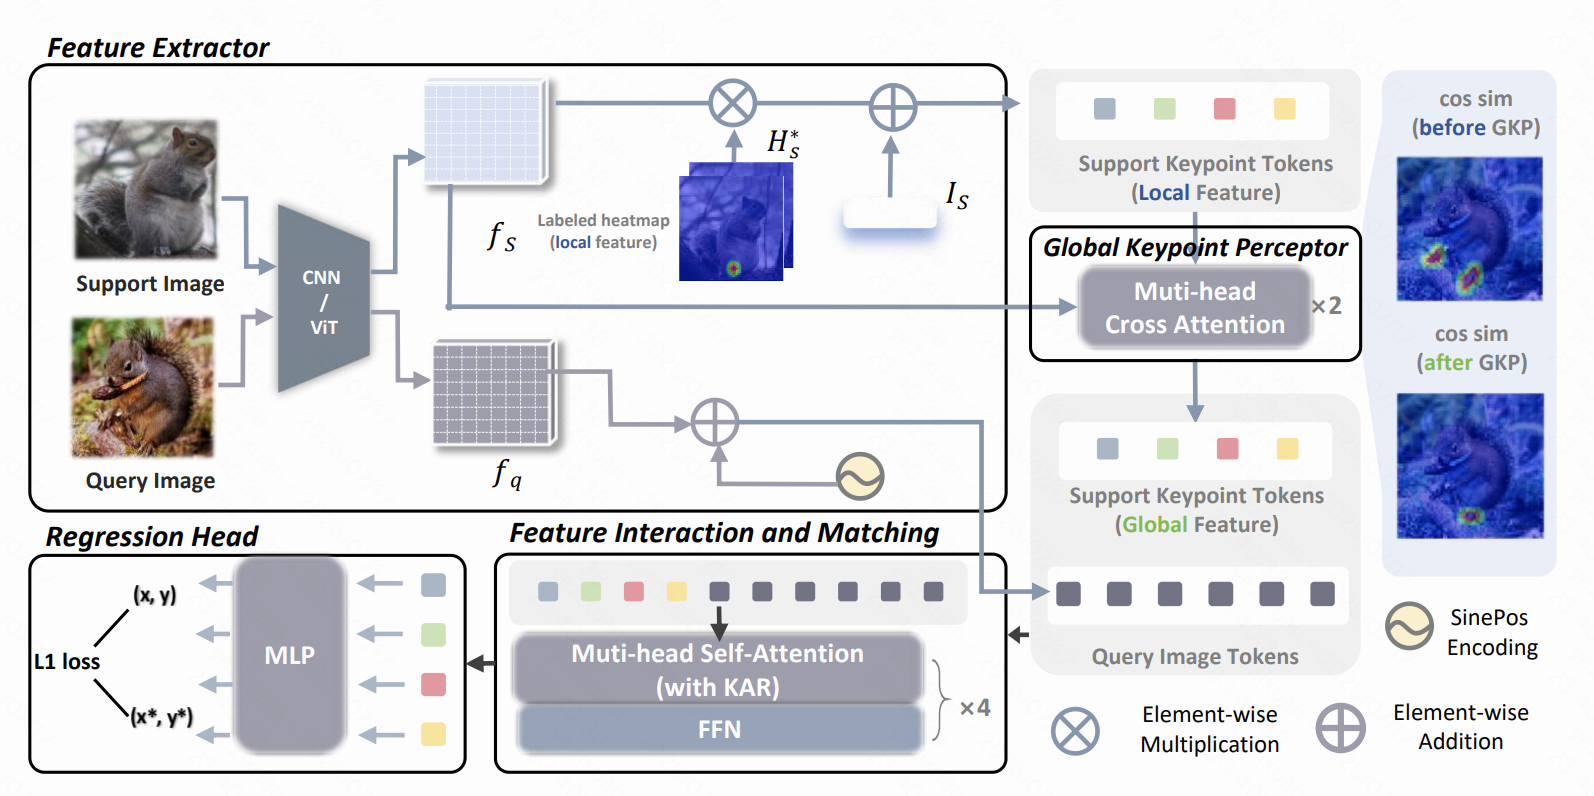 Feature Extractor
Support Image
Query Image
CNN
/
ViT
f_S
f_q
Labeled heatmap
(local feature)
H_s^*
I_S
Support Keypoint Tokens
(Local Feature)
Global Keypoint Perceptor
Muti-head
Cross Attention
×2
Support Keypoint Tokens
(Global Feature)
Query Image Tokens
cos sim
(before GKP)
cos sim
(after GKP)
SinePos
Encoding
Element-wise
Multiplication
Element-wise
Addition
Feature Interaction and Matching
Muti-head Self-Attention
(with KAR)
FFN
×4
Regression Head
MLP
(x, y)
L1 loss
(x*, y*)